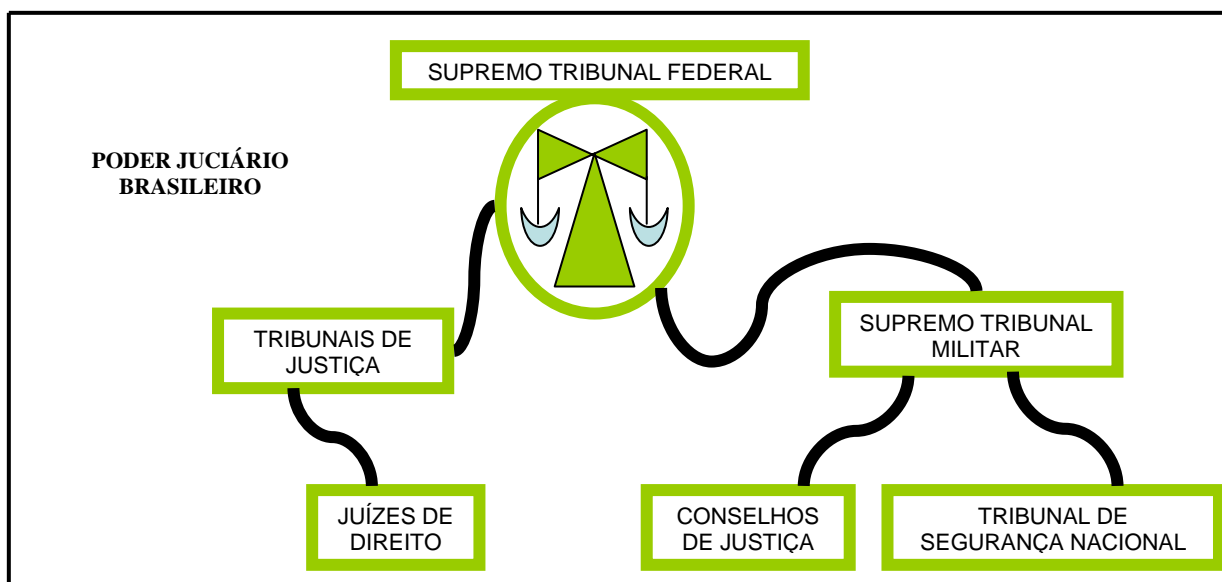 SUPREMO TRIBUNAL FEDERAL
PODER JUCIÁRIO
BRASILEIRO
TRIBUNAIS DE
JUSTIÇA
SUPREMO TRIBUNAL
MILITAR
JUÍZES DE
DIREITO
CONSELHOS
DE JUSTIÇA
TRIBUNAL DE
SEGURANÇA NACIONAL